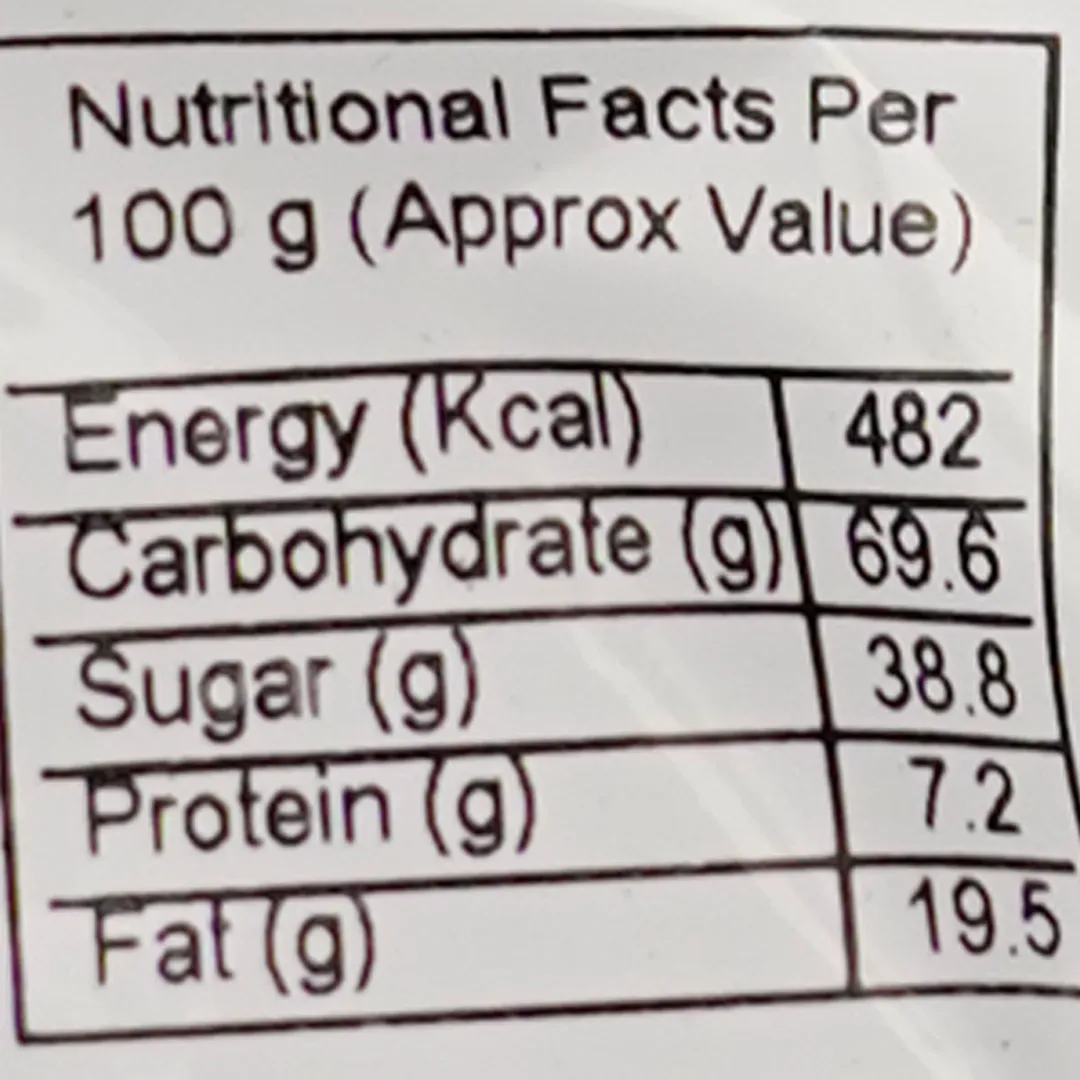 Nutritional Facts Per
100 g (Approx Value)
Energy (Kcal) 482
Carbohydrate (g) 69.6
Sugar (g) 38.8
Protein (g) 7.2
Fat (g) 19.5